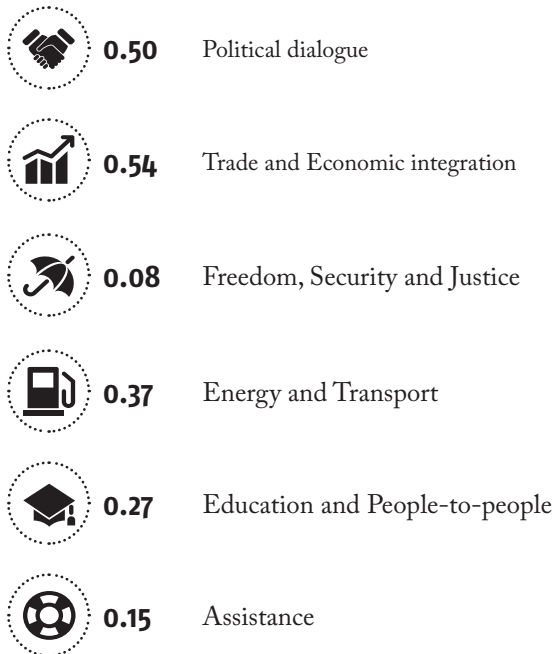 0.50 Political dialogue
0.54 Trade and Economic integration
0.08 Freedom, Security and Justice
0.37 Energy and Transport
0.27 Education and People-to-people
0.15 Assistance